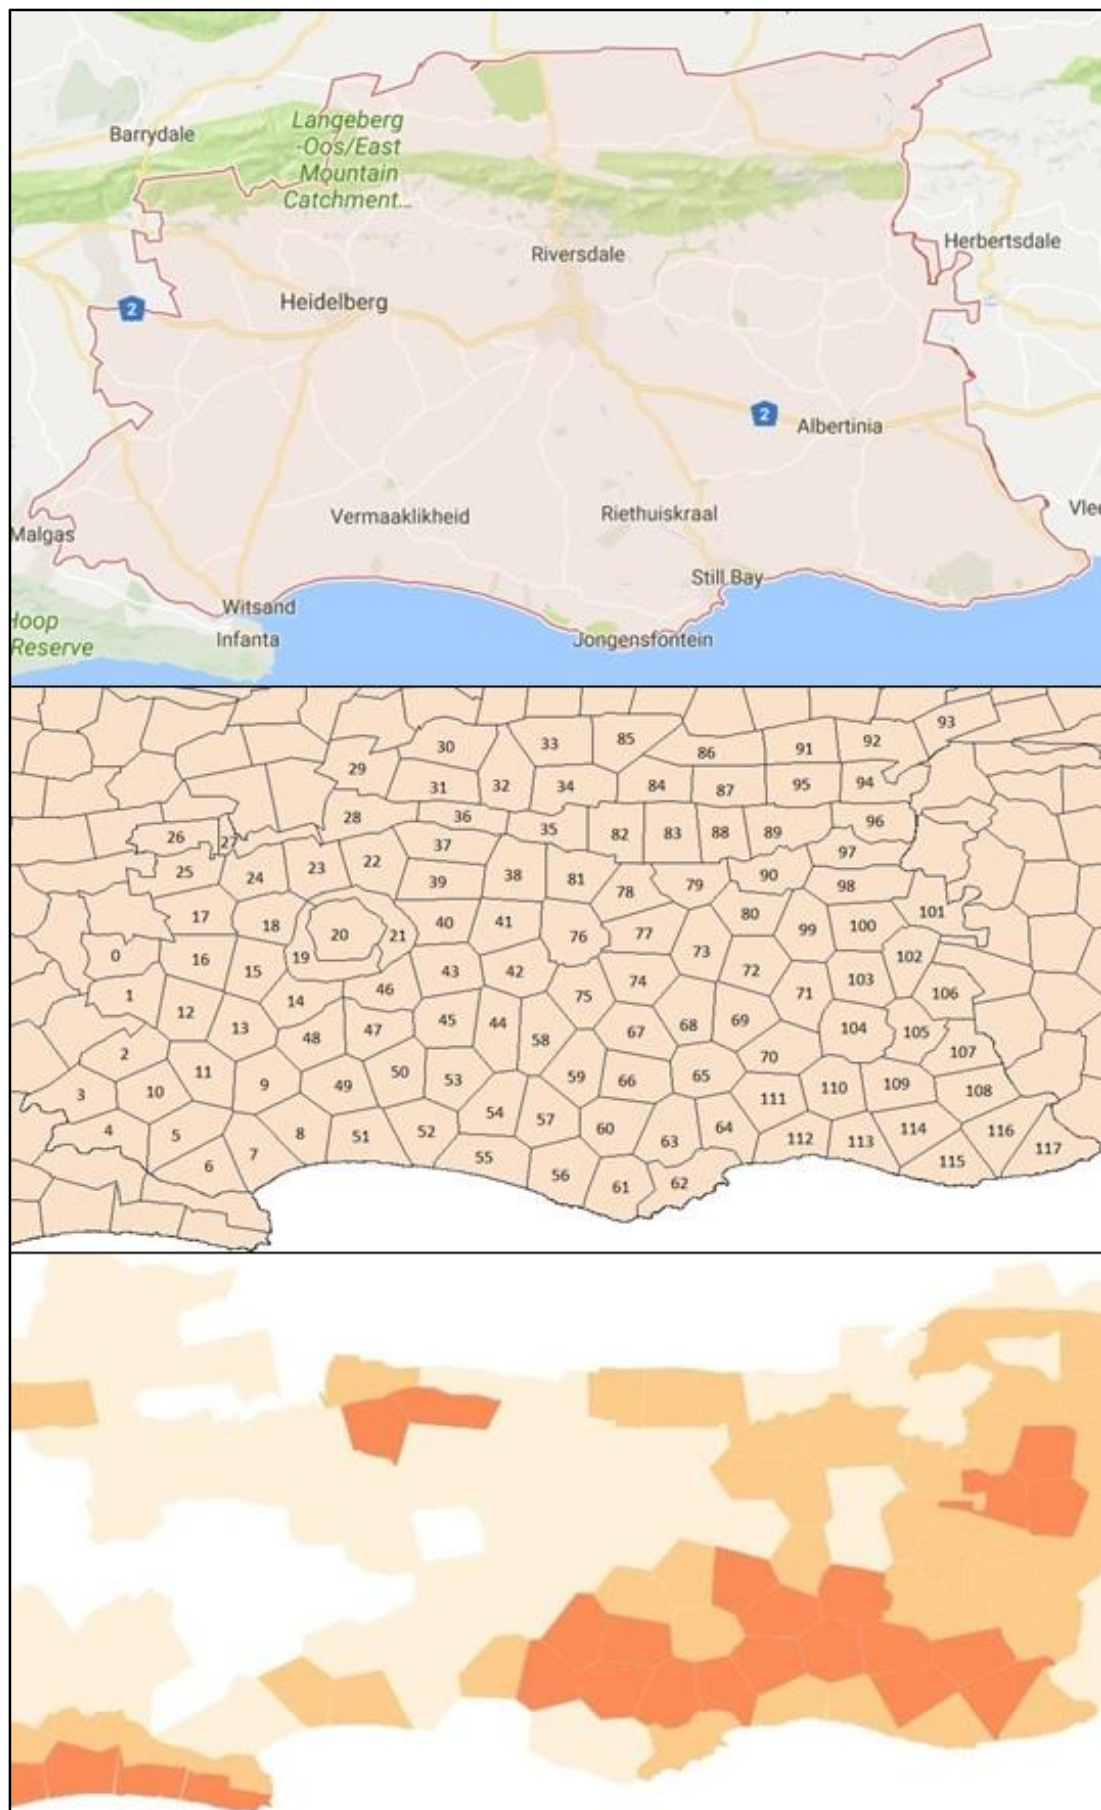 Langeberg
-Oos/East
Mountain
Catchment...
Barrydale
Riversdale
Herbertsdale
2
Heidelberg
2
Albertinia
Malgas
Vermaaklikheid
Riethuiskraal
Vlee
Still Bay
Witsand
Hoop
Reserve
Infanta
Jongensfontein
93
30 33 85 86 91 92
29
31 32 34 84 87 95 94
28 36 35 82 83 88 89 96
26 27 37 97
25 24 23 22 39 38 81 78 79 90 98
17 18 20 21 40 41 76 77 80 99 100 101
0 16 15 19 43 42 74 73 72 103 102
1 14 46 75 71 106
12 13 48 47 45 44 58 67 68 69 104 105
2 11 9 49 50 53 59 66 65 70 107
3 10 111 110 109 108
4 5 8 51 52 54 57 60 63 64 112 113 114 116
6 7 55 56 61 62 115 117